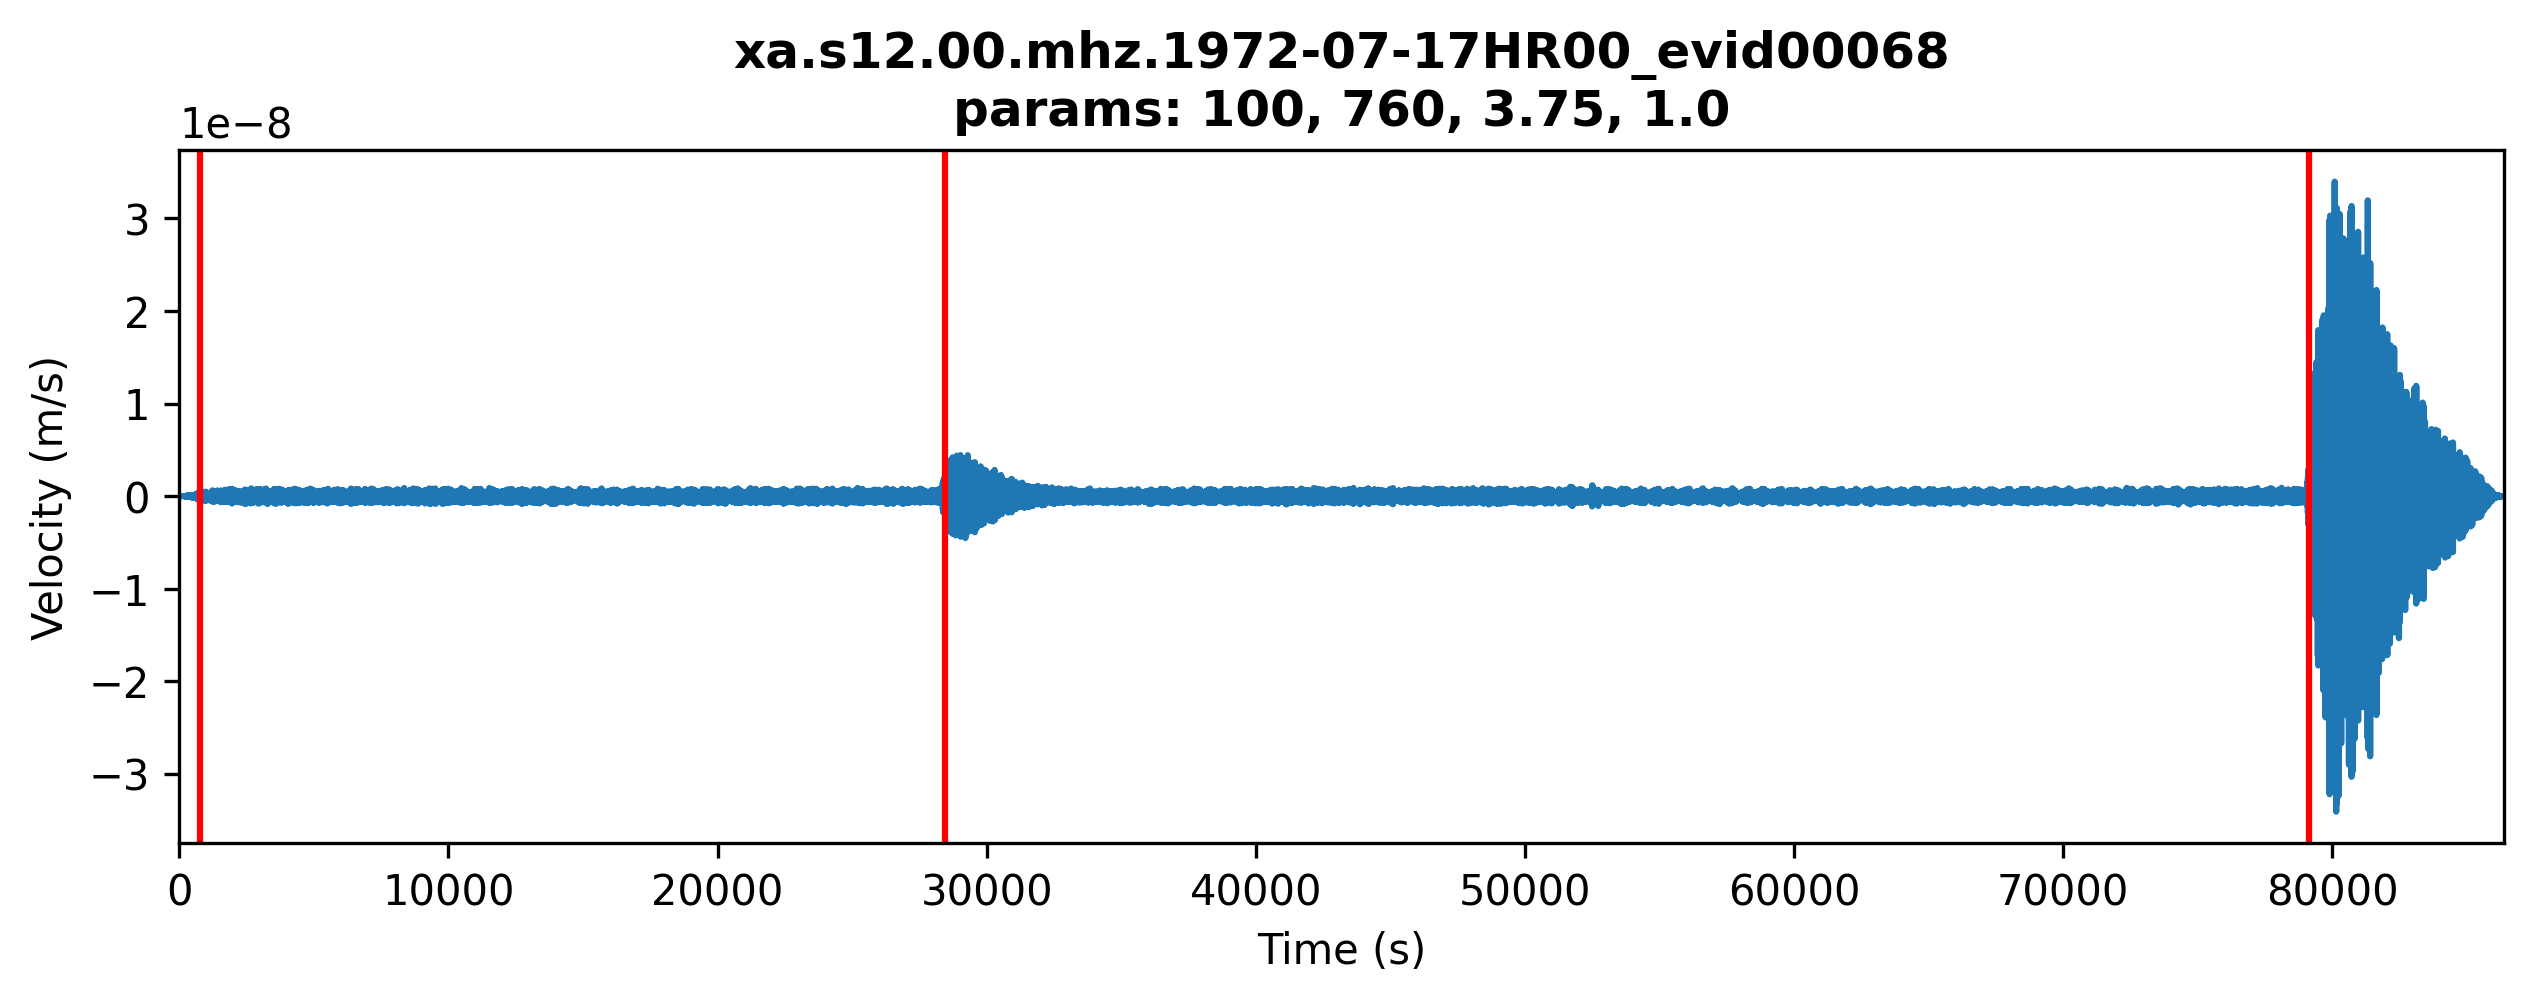 xa.s12.00.mhz.1972-07-17HR00_evid00068
params: 100, 760, 3.75, 1.0
1e−8
3
2
1
0
−1
−2
−3
Velocity (m/s)
0 10000 20000 30000 40000 50000 60000 70000 80000
Time (s)